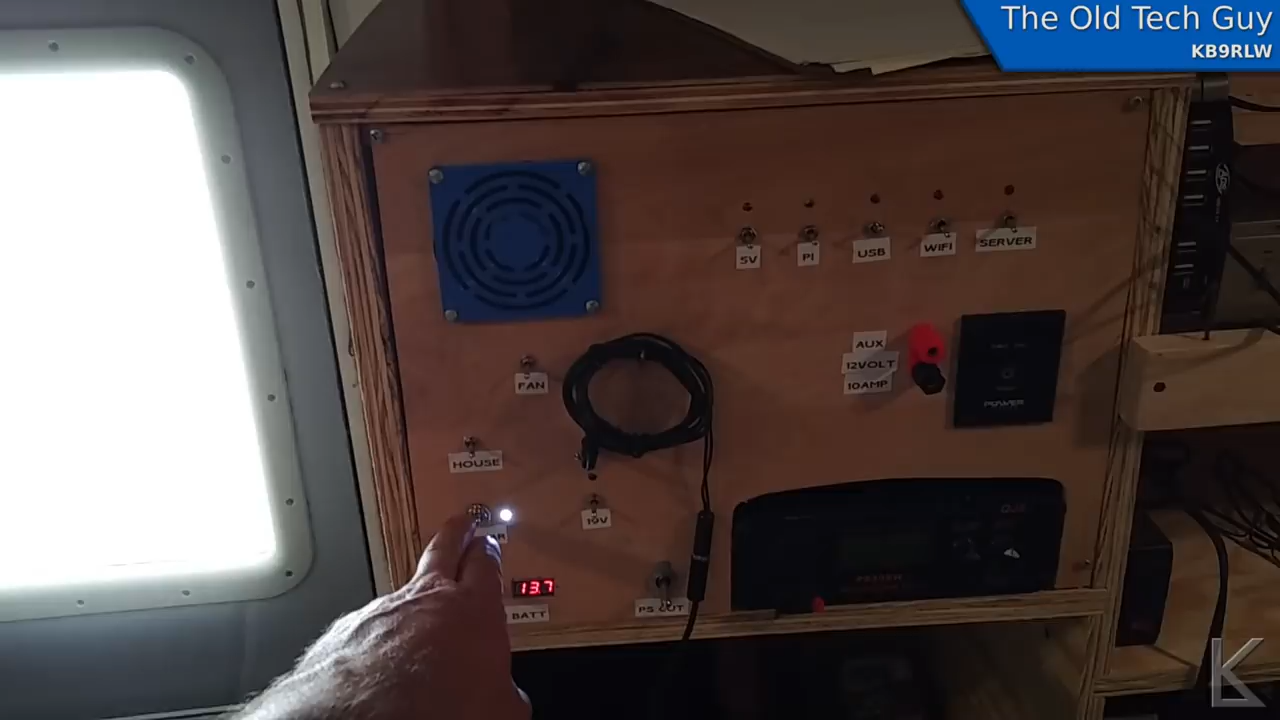 The Old Tech Guy
KB9RLW
5V
PI
USB
WIFI
SERVER
AUX
12VOLT
10AMP
POWER
FAN
HOUSE
13.7
BATT
PS OUT
K